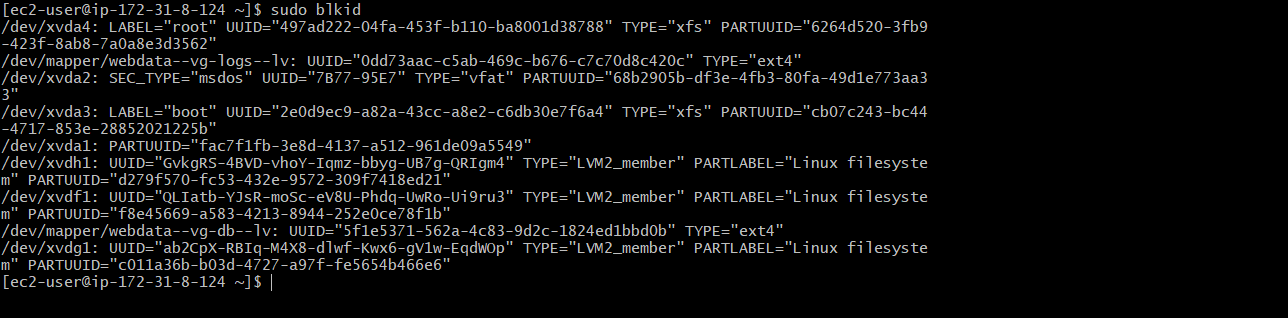 [ec2-user@ip-172-31-8-124 ~]$ sudo blkid
/dev/xvda4: LABEL="root" UUID="497ad222-04fa-453f-b110-ba8001d38788" TYPE="xfs" PARTUUID="6264d520-3fb9
-423f-8ab8-7a0a8e3d3562"
/dev/mapper/webdata--vg-logs--lv: UUID="0dd73aac-c5ab-469c-b676-c7c70d8c420c" TYPE="ext4"
/dev/xvda2: SEC_TYPE="msdos" UUID="7B77-95E7" TYPE="vfat" PARTUUID="68b2905b-df3e-4fb3-80fa-49d1e773aa3
3"
/dev/xvda3: LABEL="boot" UUID="2e0d9ec9-a82a-43cc-a8e2-c6db30e7f6a4" TYPE="xfs" PARTUUID="cb07c243-bc44
-4717-853e-28852021225b"
/dev/xvda1: PARTUUID="fac7f1fb-3e8d-4137-a512-961de09a5549"
/dev/xvdh1: UUID="GvkgRS-4BVD-vhoY-Iqmz-bbyg-UB7g-QRIgm4" TYPE="LVM2_member" PARTLABEL="Linux filesyste
m" PARTUUID="d279f570-fc53-432e-9572-309f7418ed21"
/dev/xvdf1: UUID="QLIatb-YJsR-moSc-eV8U-Phdq-UwRo-Ui9ru3" TYPE="LVM2_member" PARTLABEL="Linux filesyste
m" PARTUUID="f8e45669-a583-4213-8944-252e0ce78f1b"
/dev/mapper/webdata--vg-db--lv: UUID="5f1e5371-562a-4c83-9d2c-1824ed1bbd0b" TYPE="ext4"
/dev/xvdg1: UUID="ab2CpX-RBIq-M4X8-dlwf-Kwx6-gV1w-EqdWOp" TYPE="LVM2_member" PARTLABEL="Linux filesyste
m" PARTUUID="c011a36b-b03d-4727-a97f-fe5654b466e6"
[ec2-user@ip-172-31-8-124 ~]$